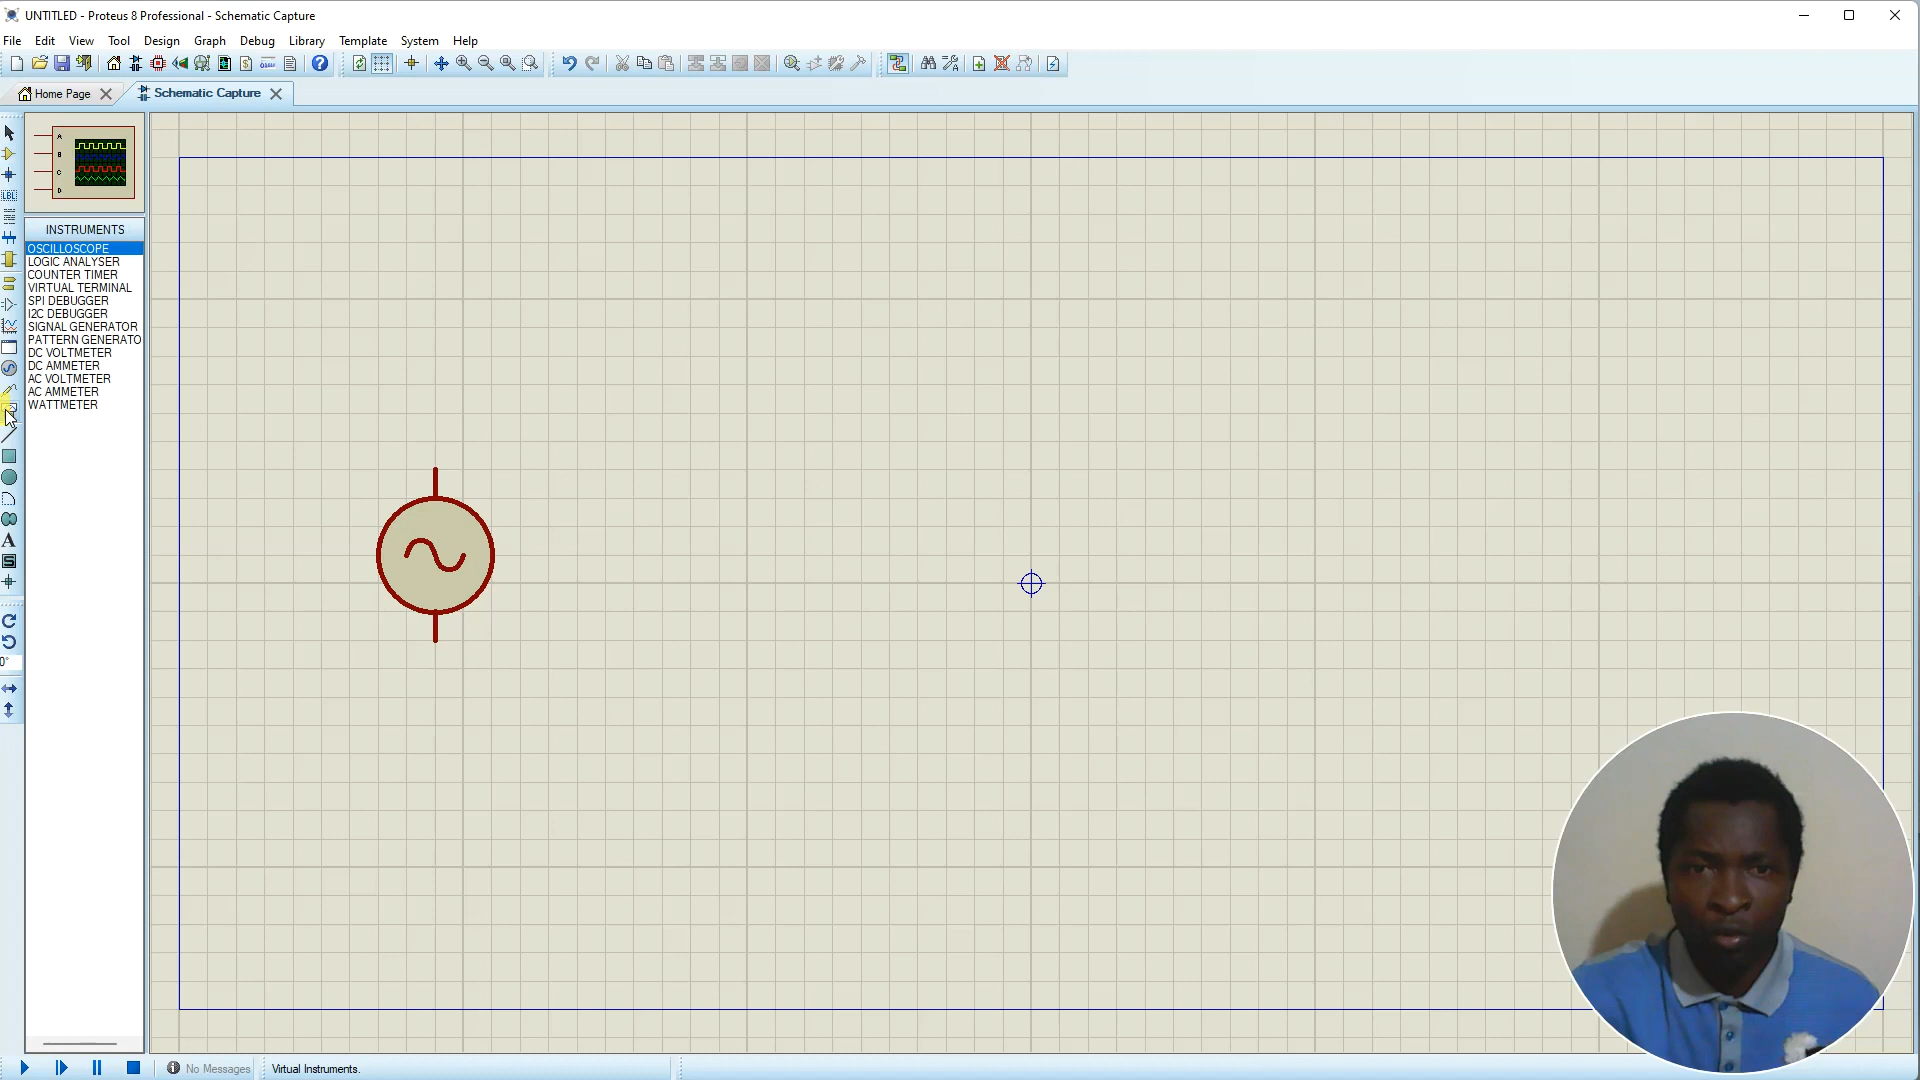 UNTITLED - Proteus 8 Professional - Schematic Capture
File Edit View Tool Design Graph Debug Library Template System Help
Home Page Schematic Capture
A
B
C
D
INSTRUMENTS
OSCILLOSCOPE
LOGIC ANALYSER
COUNTER TIMER
VIRTUAL TERMINAL
SPI DEBUGGER
I2C DEBUGGER
SIGNAL GENERATOR
PATTERN GENERATO
DC VOLTMETER
DC AMMETER
AC VOLTMETER
AC AMMETER
WATTMETER
LBL
A
S
0°
No Messages Virtual Instruments.